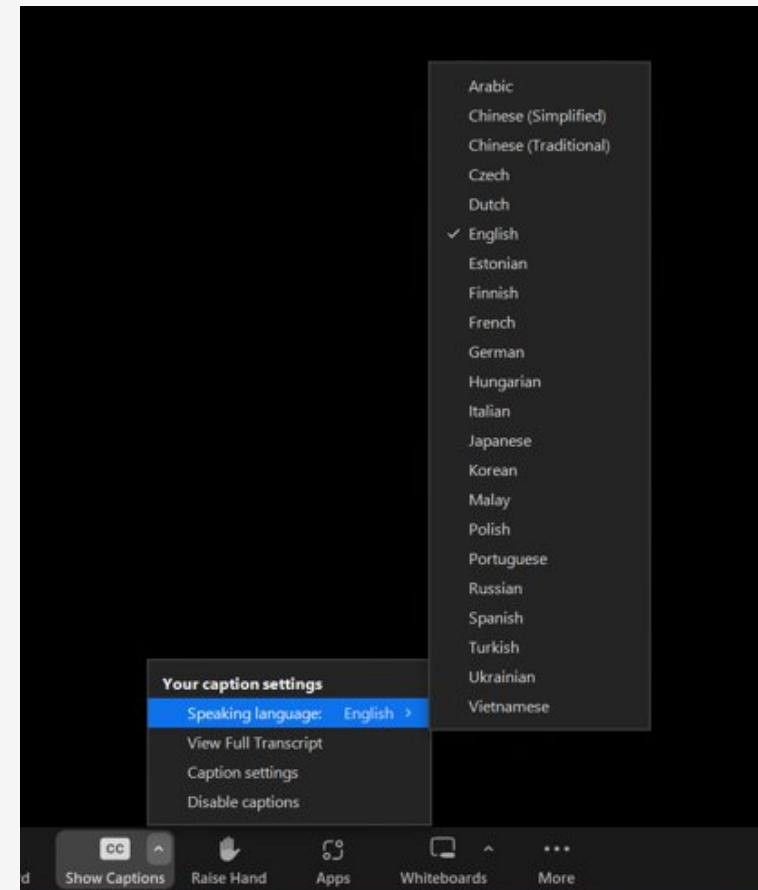 Arabic
Chinese (Simplified)
Chinese (Traditional)
Czech
Dutch
English
Estonian
Finnish
French
German
Hungarian
Italian
Japanese
Korean
Malay
Polish
Portuguese
Russian
Spanish
Turkish
Ukrainian
Vietnamese
Your caption settings
Speaking language: English
View Full Transcript
Caption settings
Disable captions
CC
d Show Captions Raise Hand Apps Whiteboards More